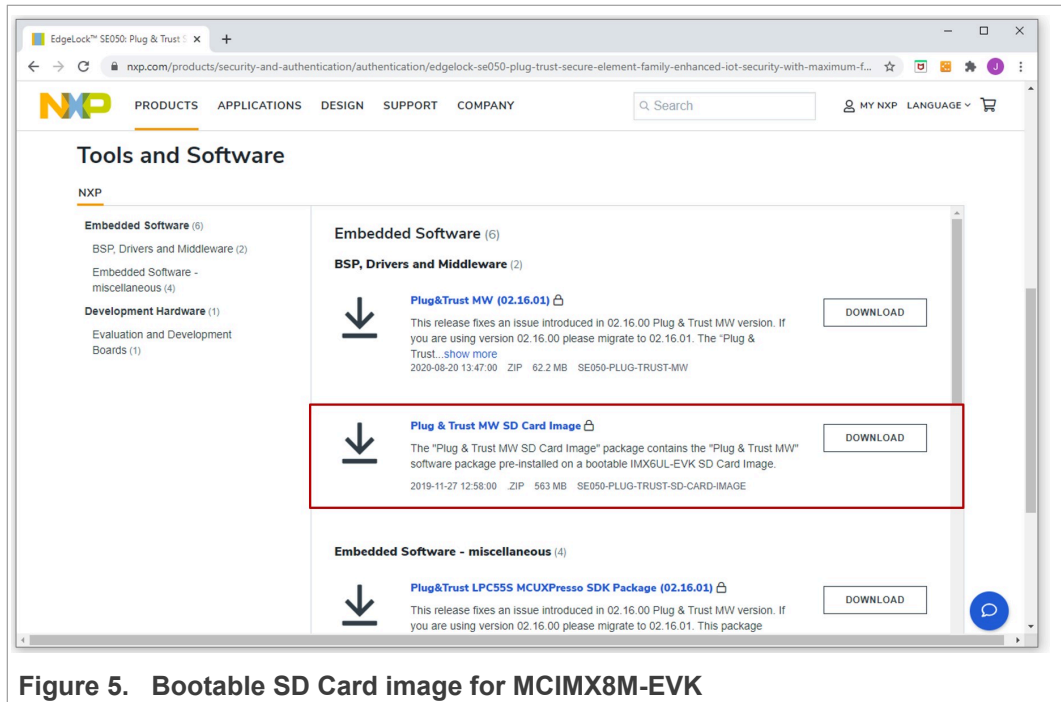 EdgeLock™ SE050: Plug & Trust S
nxp.com/products/security-and-authentication/authentication/edgelock-se050-plug-trust-secure-element-family-enhanced-iot-security-with-maximum-f...
J
NXP
PRODUCTS APPLICATIONS DESIGN SUPPORT COMPANY
Search
MY NXP LANGUAGE
Tools and Software
NXP
Embedded Software (6)
BSP, Drivers and Middleware (2)
Embedded Software -
miscellaneous (4)
Development Hardware (1)
Evaluation and Development
Boards (1)
Embedded Software (6)
BSP, Drivers and Middleware (2)
Plug&Trust MW (02.16.01)
DOWNLOAD
This release fixes an issue introduced in 02.16.00 Plug & Trust MW version. If
you are using version 02.16.00 please migrate to 02.16.01. The "Plug &
Trust...show more
2020-08-20 13:47:00 ZIP 62.2 MB SE050-PLUG-TRUST-MW
Plug & Trust MW SD Card Image
DOWNLOAD
The "Plug & Trust MW SD Card Image" package contains the "Plug & Trust MW"
software package pre-installed on a bootable IMX6UL-EVK SD Card Image.
2019-11-27 12:58:00 .ZIP 563 MB SE050-PLUG-TRUST-SD-CARD-IMAGE
Embedded Software - miscellaneous (4)
Plug&Trust LPC55S MCUXPresso SDK Package (02.16.01)
DOWNLOAD
This release fixes an issue introduced in 02.16.00 Plug & Trust MW version. If
you are using version 02.16.00 please migrate to 02.16.01. This package
Figure 5. Bootable SD Card image for MCIMX8M-EVK